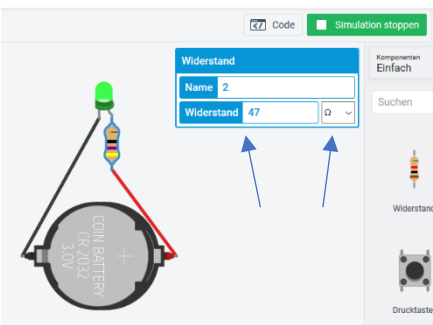 Code
Simulation stoppen
Widerstand
Name 2
Widerstand 47 Ω
Komponenten
Einfach
Suchen
Widerstand
Drucktaste
COIN BATTERY
CR 2032
3.0V
+